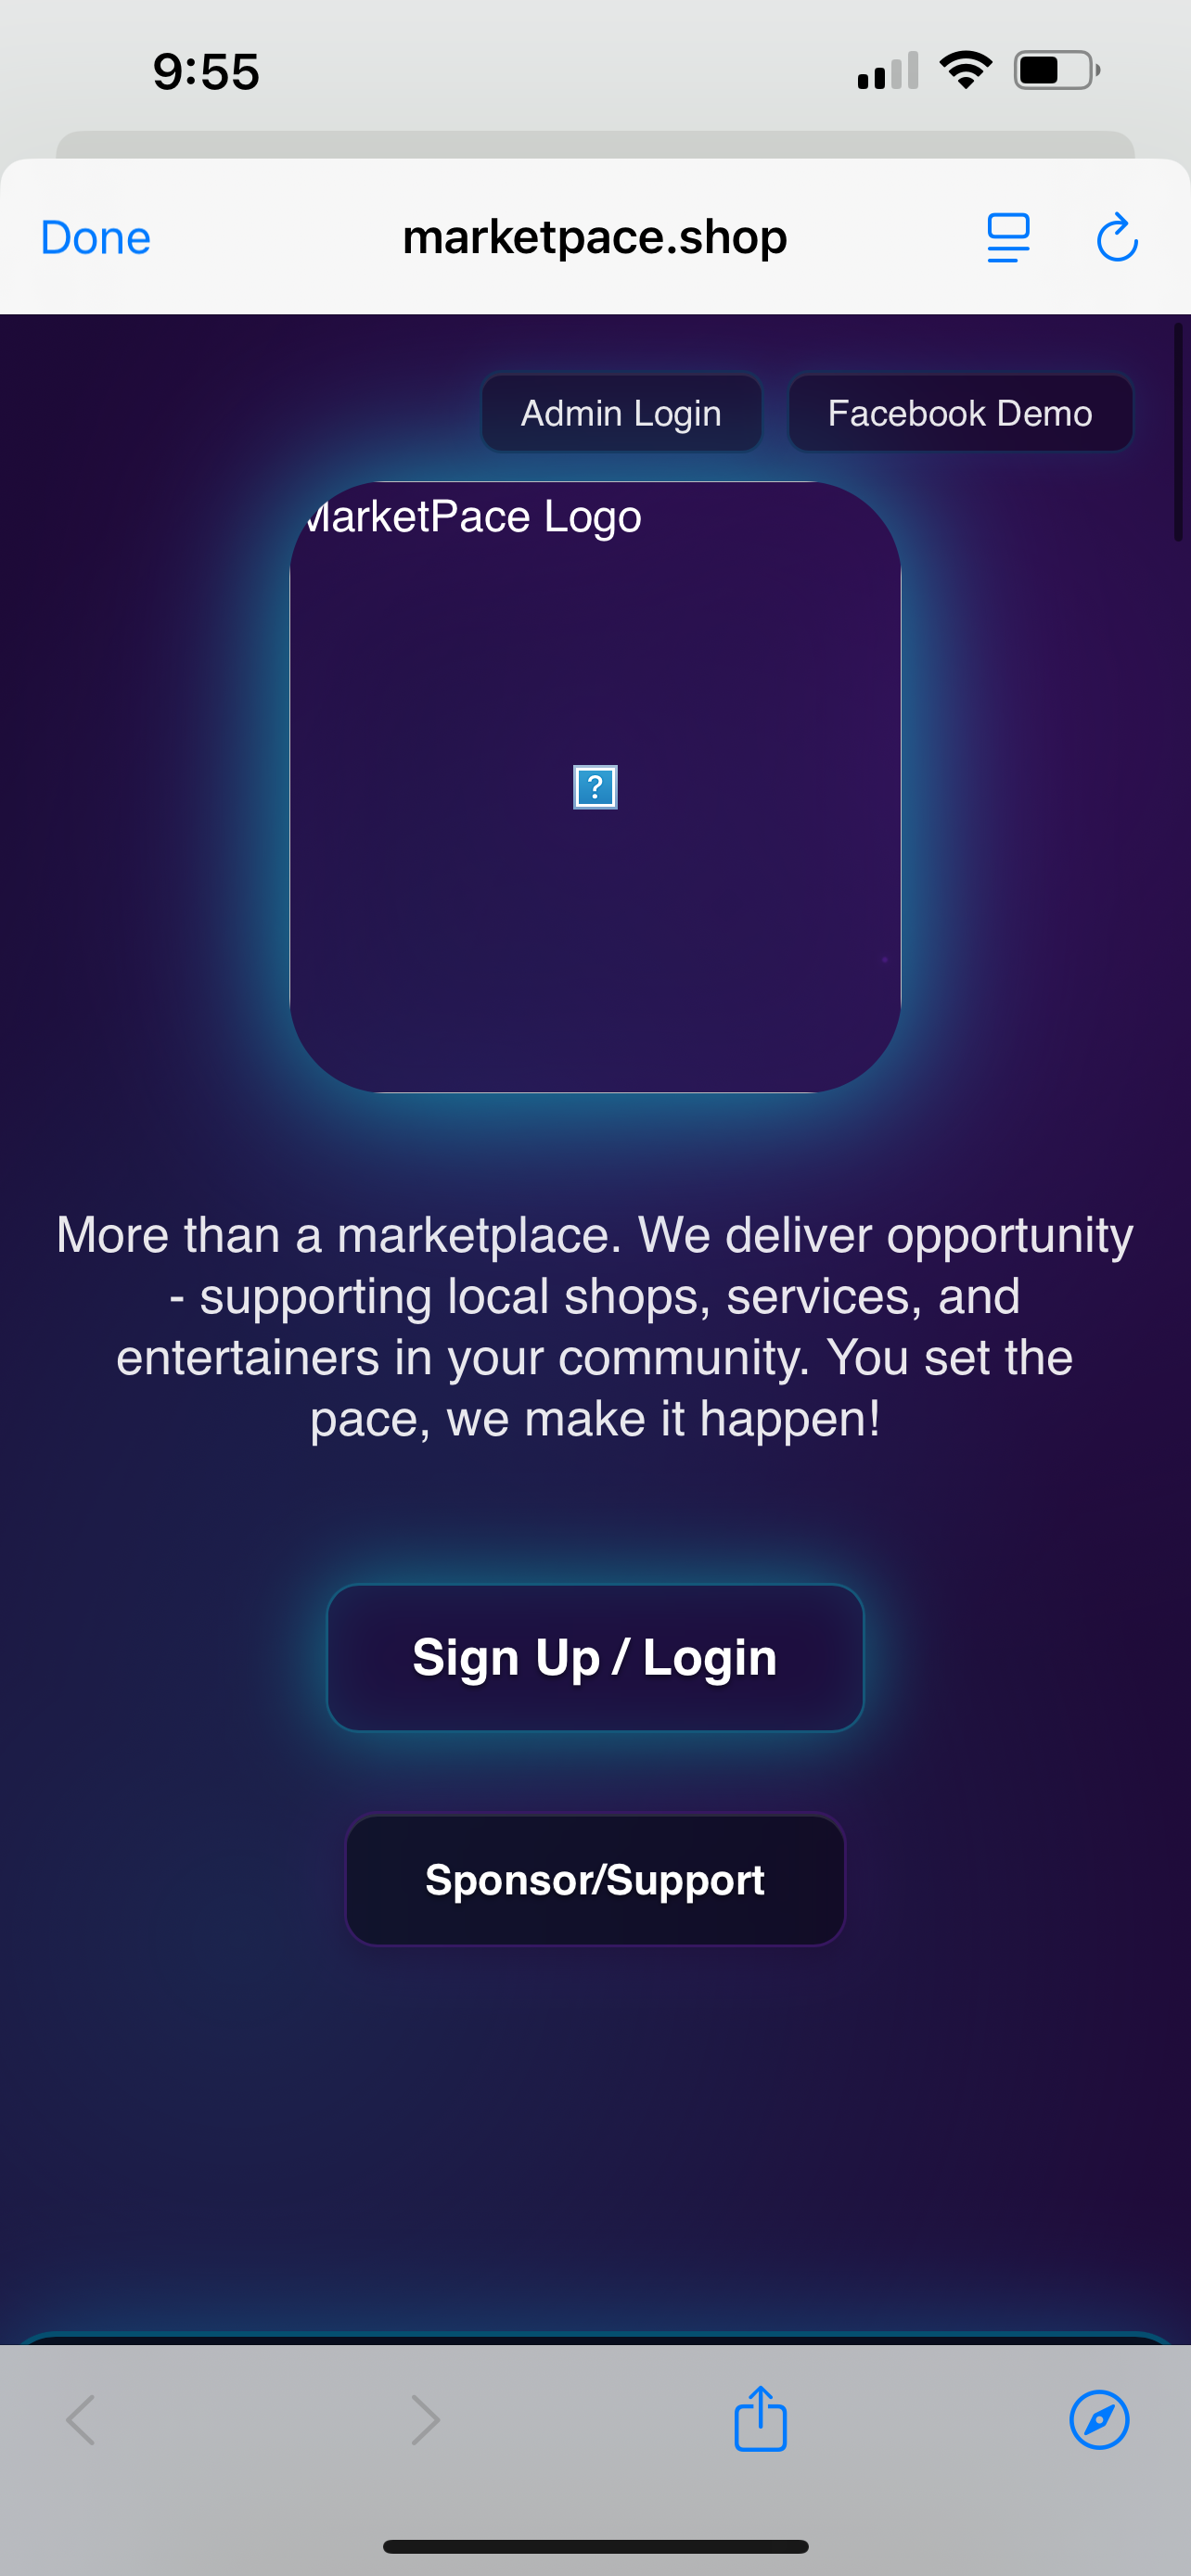 9:55
Done
marketpace.shop
Admin Login
Facebook Demo
MarketPace Logo
?
More than a marketplace. We deliver opportunity
- supporting local shops, services, and
entertainers in your community. You set the
pace, we make it happen!
Sign Up / Login
Sponsor/Support